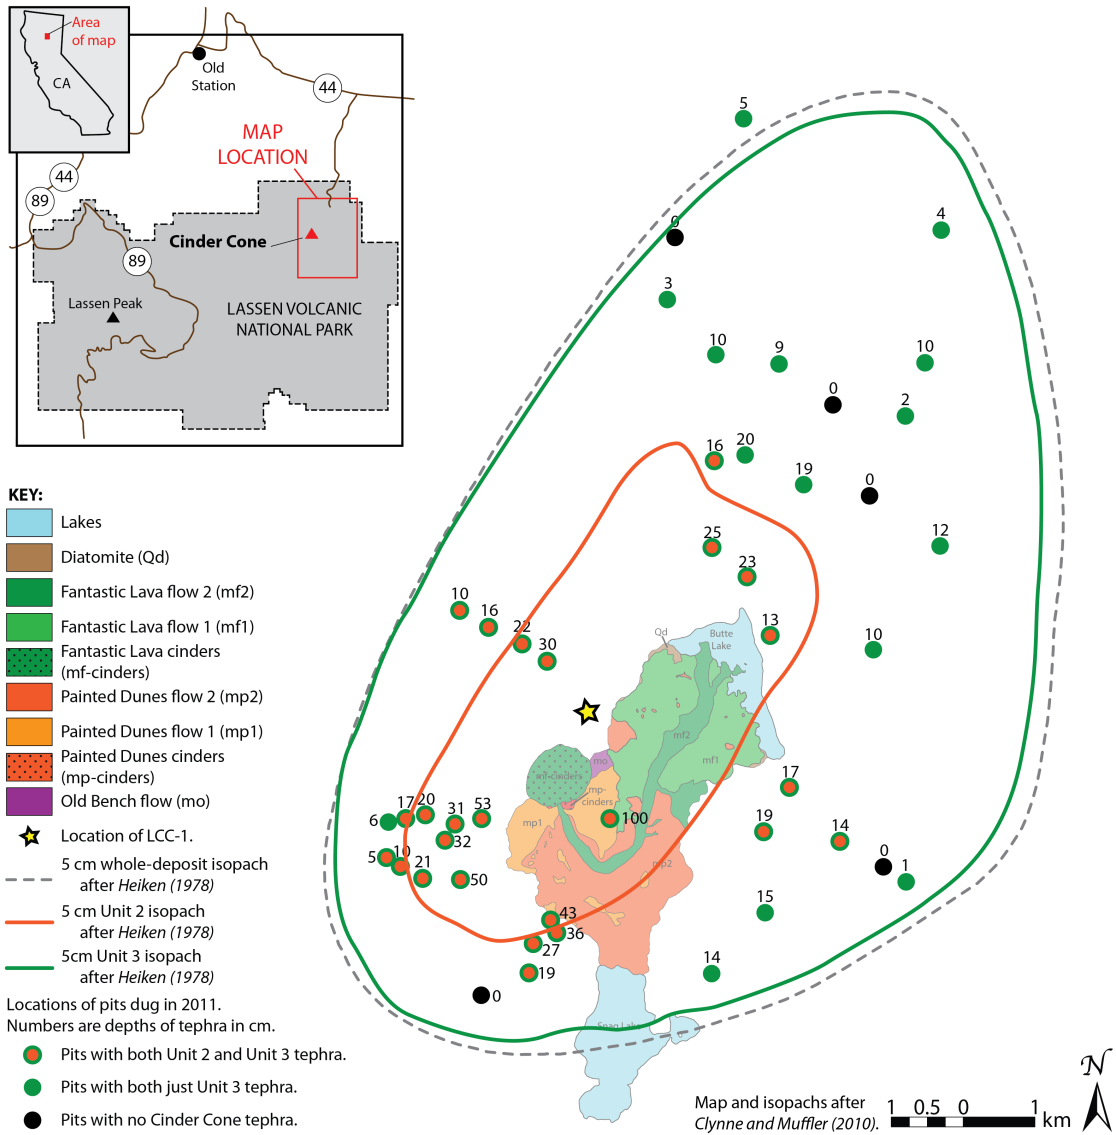 Area
of map
CA
Old
Station
44
MAP
LOCATION
44
89
Cinder Cone
89
Lassen Peak
LASSEN VOLCANIC
NATIONAL PARK
5
0
4
3
10
9
10
0
2
16
20
19
0
25
12
23
10
16
22
13
30
10
Qd
Butte
Lake
mf2
mo
mf1
mf-cinders
mp-
cinders
17
6
17
20
31
53
100
mp1
19
14
32
5
10
21
50
mp2
0
1
43
36
27
15
19
14
0
Snag Lake
KEY:
Lakes
Diatomite (Qd)
Fantastic Lava flow 2 (mf2)
Fantastic Lava flow 1 (mf1)
Fantastic Lava cinders
(mf-cinders)
Painted Dunes flow 2 (mp2)
Painted Dunes flow 1 (mp1)
Painted Dunes cinders
(mp-cinders)
Old Bench flow (mo)
Location of LCC-1.
5 cm whole-deposit isopach
after Heiken (1978)
5 cm Unit 2 isopach
after Heiken (1978)
5cm Unit 3 isopach
after Heiken (1978)
Locations of pits dug in 2011.
Numbers are depths of tephra in cm.
Pits with both Unit 2 and Unit 3 tephra.
Pits with both just Unit 3 tephra.
Pits with no Cinder Cone tephra.
Map and isopachs after
Clynne and Muffler (2010).
1 0.5 0 1
km
N